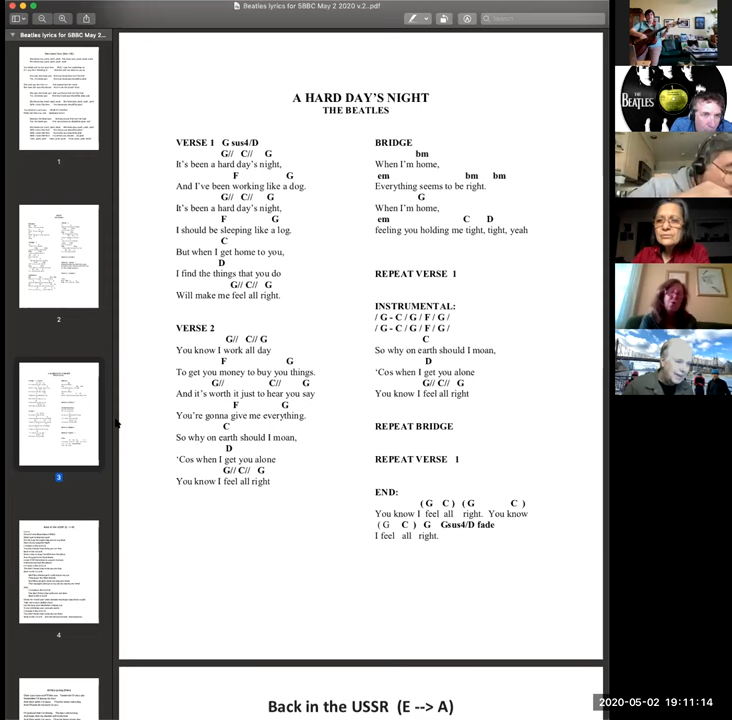 Beatles lyrics for SBBC May 2 2020 v.2...pdf
Search
Beatles lyrics for SBBC May 2...
1
2
3
4
A HARD DAY'S NIGHT
THE BEATLES
VERSE 1 G sus4/D
G// C// G
It's been a hard day's night,
F G
And I've been working like a dog.
G// C// G
It's been a hard day's night,
F G
I should be sleeping like a log.
C
But when I get home to you,
D
I find the things that you do
G// C// G
Will make me feel all right.
VERSE 2
G// C// G
You know I work all day
F G
To get you money to buy you things.
G// C// G
And it's worth it just to hear you say
F G
You're gonna give me everything.
C
So why on earth should I moan,
D
‘Cos when I get you alone
G// C// G
You know I feel all right
BRIDGE
bm
When I'm home,
em bm bm
Everything seems to be right.
G
When I'm home,
em C D
feeling you holding me tight, tight, yeah
REPEAT VERSE 1
INSTRUMENTAL:
/ G - C / G / F / G /
/ G - C / G / F / G /
C
So why on earth should I moan,
D
‘Cos when I get you alone
G// C// G
You know I feel all right
REPEAT BRIDGE
REPEAT VERSE 1
END:
( G C ) ( G C )
You know I feel all right. You know
( G C ) G Gsus4/D fade
I feel all right.
Back in the USSR (E --> A)
THE BEATLES
2020-05-02 19:11:14